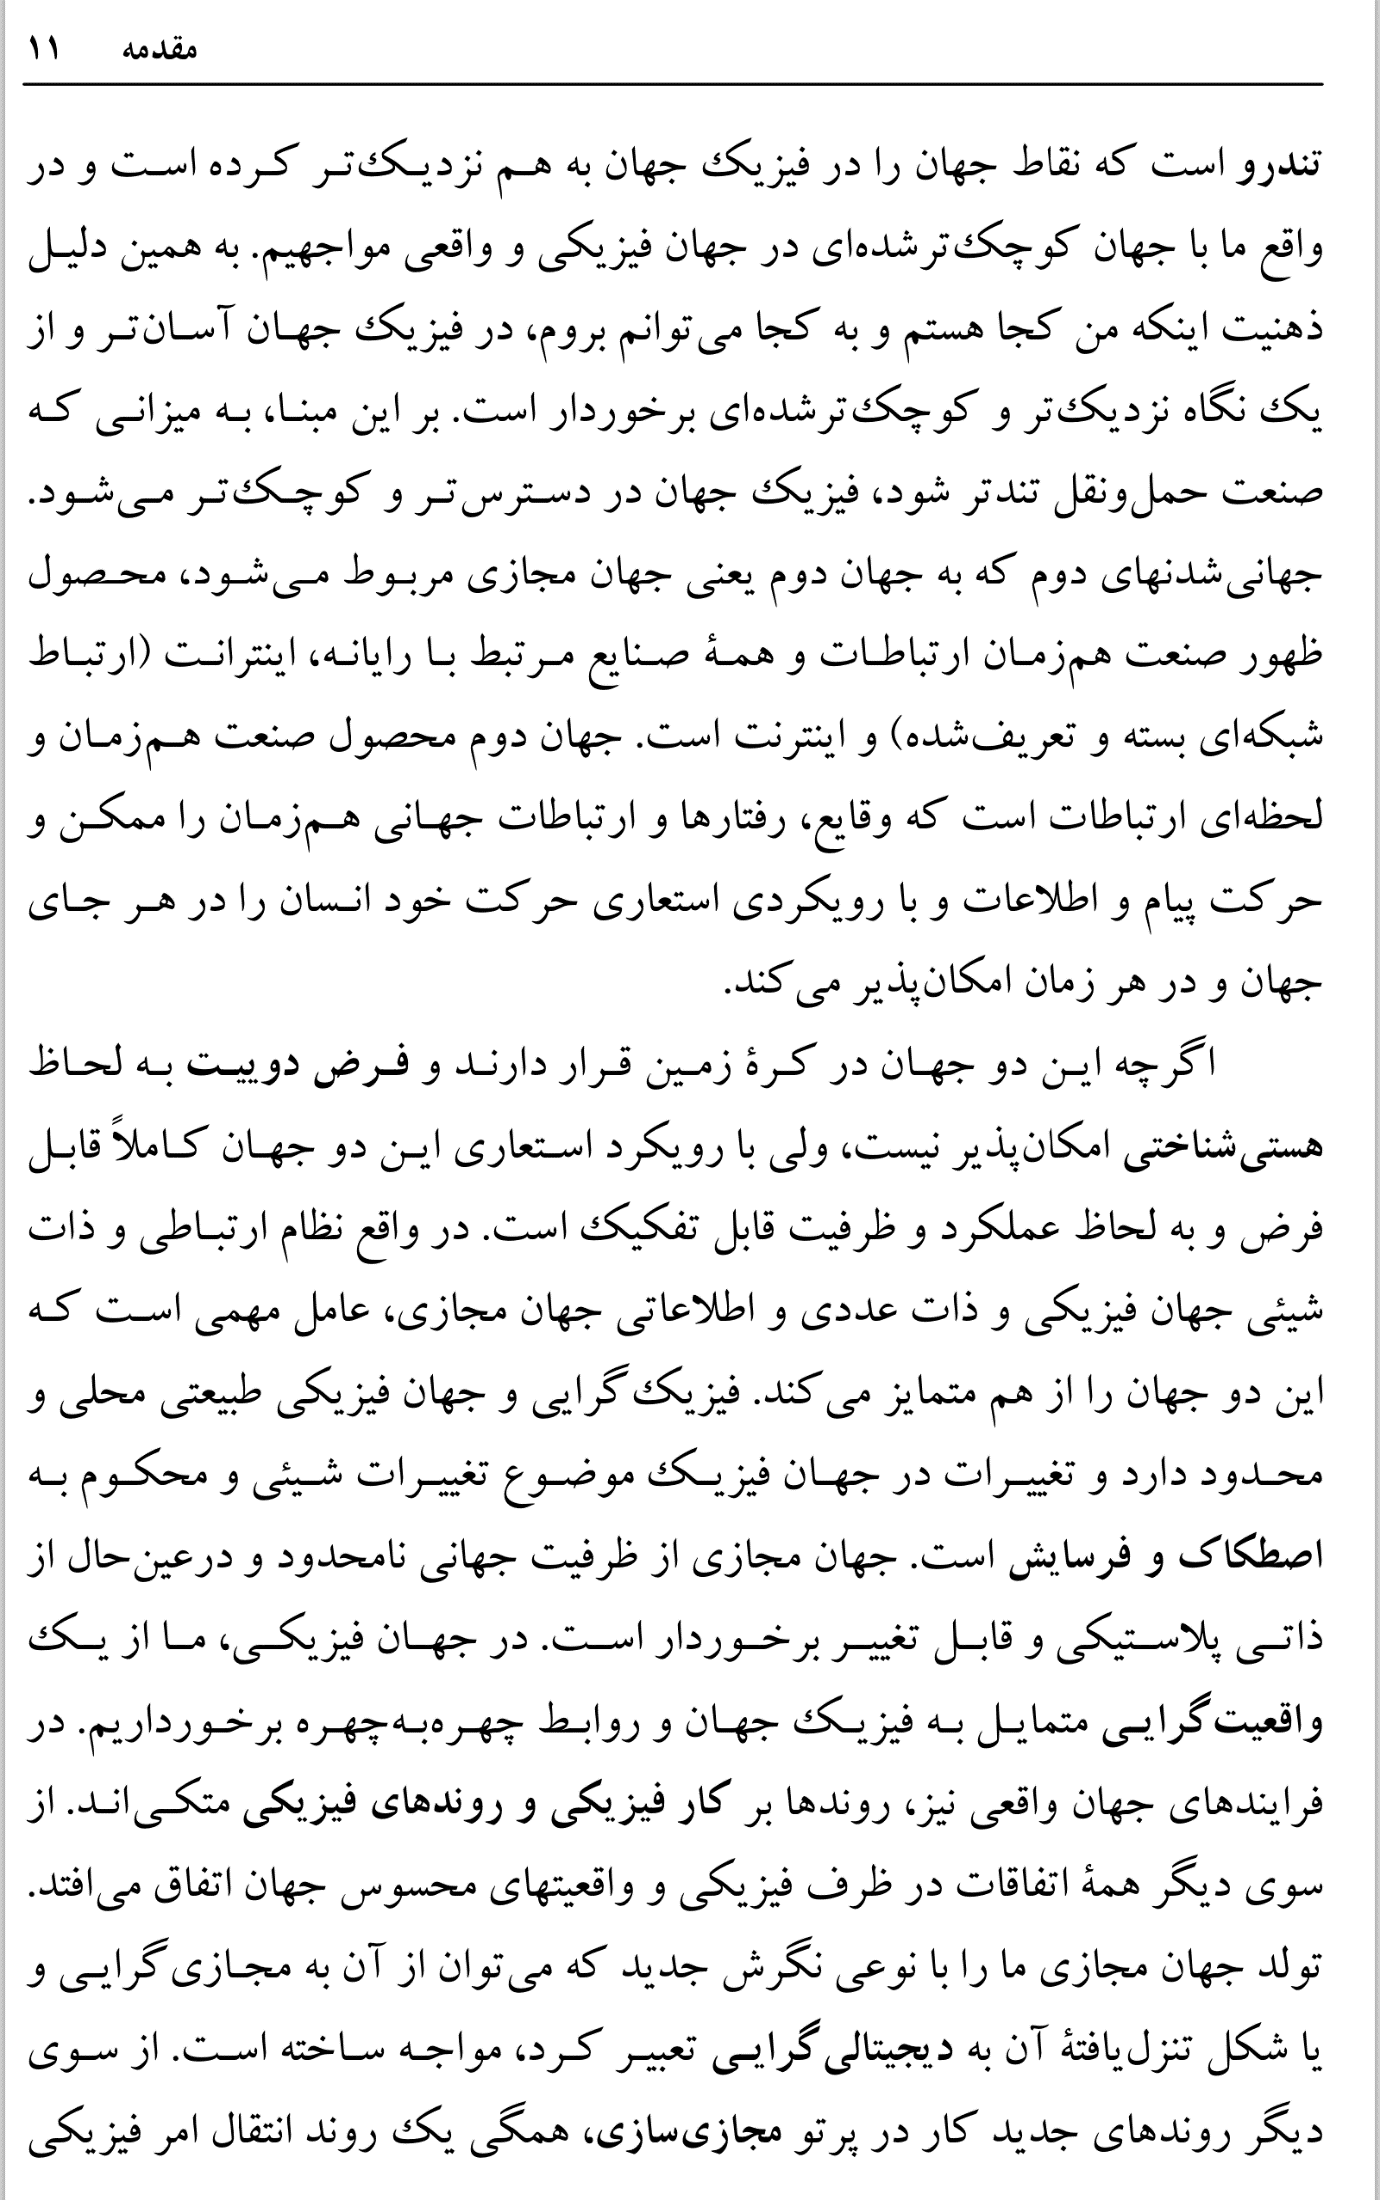 مقدمه ۱۱
تندرو است که نقاط جهان را در فیزیک جهان به هم نزدیک‌تر کرده است و در
واقع ما با جهان کوچک‌ترشده‌ای در جهان فیزیکی و واقعی مواجهیم. به همین دلیل
ذهنیت اینکه من کجا هستم و به کجا می‌توانم بروم، در فیزیک جهان آسان‌تر و از
یک نگاه نزدیک‌تر و کوچک‌ترشده‌ای برخوردار است. بر این مبنا، به میزانی که
صنعت حمل‌ونقل تندتر شود، فیزیک جهان در دسترس‌تر و کوچک‌تر می‌شود.
جهانی‌شدنهای دوم که به جهان دوم یعنی جهان مجازی مربوط می‌شود، محصول
ظهور صنعت هم‌زمان ارتباطات و همۀ صنایع مرتبط با رایانه، اینترانت (ارتباط
شبکه‌ای بسته و تعریف‌شده) و اینترنت است. جهان دوم محصول صنعت هم‌زمان و
لحظه‌ای ارتباطات است که وقایع، رفتارها و ارتباطات جهانی هم‌زمان را ممکن و
حرکت پیام و اطلاعات و با رویکردی استعاری حرکت خود انسان را در هر جای
جهان و در هر زمان امکان‌پذیر می‌کند.
اگرچه این دو جهان در کرۀ زمین قرار دارند و فرض دوییت به لحاظ
هستی‌شناختی امکان‌پذیر نیست، ولی با رویکرد استعاری این دو جهان کاملاً قابل
فرض و به لحاظ عملکرد و ظرفیت قابل تفکیک است. در واقع نظام ارتباطی و ذات
شیئی جهان فیزیکی و ذات عددی و اطلاعاتی جهان مجازی، عامل مهمی است که
این دو جهان را از هم متمایز می‌کند. فیزیک‌گرایی و جهان فیزیکی طبیعتی محلی و
محدود دارد و تغییرات در جهان فیزیک موضوع تغییرات شیئی و محکوم به
اصطکاک و فرسایش است. جهان مجازی از ظرفیت جهانی نامحدود و درعین‌حال از
ذاتی پلاستیکی و قابل تغییر برخوردار است. در جهان فیزیکی، ما از یک
واقعیت‌گرایی متمایل به فیزیک جهان و روابط چهره‌به‌چهره برخورداریم. در
فرایندهای جهان واقعی نیز، روندها بر کار فیزیکی و روندهای فیزیکی متکی‌اند. از
سوی دیگر همۀ اتفاقات در ظرف فیزیکی و واقعیتهای محسوس جهان اتفاق می‌افتد.
تولد جهان مجازی ما را با نوعی نگرش جدید که می‌توان از آن به مجازی‌گرایی و
یا شکل تنزل‌یافتۀ آن به دیجیتالی‌گرایی تعبیر کرد، مواجه ساخته است. از سوی
دیگر روندهای جدید کار در پرتو مجازی‌سازی، همگی یک روند انتقال امر فیزیکی